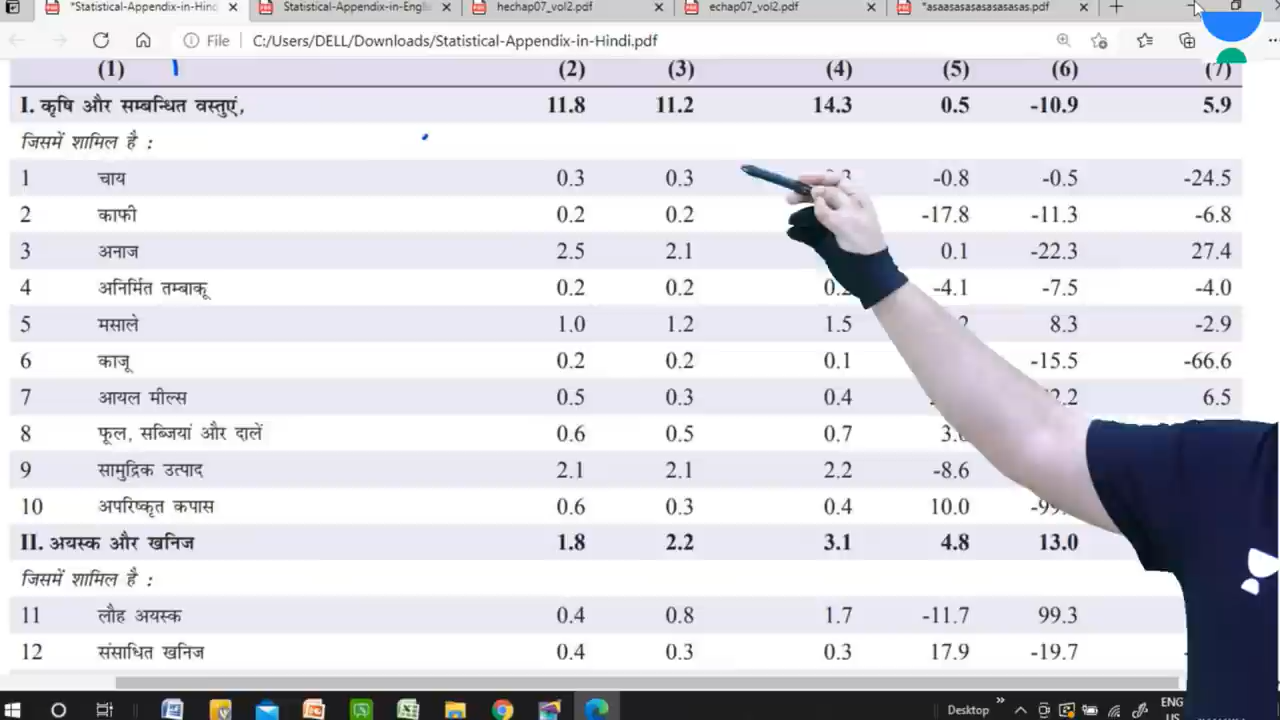 *Statistical-Appendix-in-Hin
Statistical-Appendix-in-Engl
hechap07_vol2.pdf
echap07_vol2.pdf
*asaasasasasasasas.pdf
File C:/Users/DELL/Downloads/Statistical-Appendix-in-Hindi.pdf
(1) (2) (3) (4) (5) (6) (7)
I. कृषि और सम्बन्धित वस्तुएं, 11.8 11.2 14.3 0.5 -10.9 5.9
जिसमें शामिल है :
1 चाय 0.3 0.3 -0.8 -0.5 -24.5
2 काफी 0.2 0.2 -17.8 -11.3 -6.8
3 अनाज 2.5 2.1 0.1 -22.3 27.4
4 अनिर्मित तम्बाकू 0.2 0.2 0.2 -4.1 -7.5 -4.0
5 मसाले 1.0 1.2 1.5 8.3 -2.9
6 काजू 0.2 0.2 0.1 -15.5 -66.6
7 आयल मील्स 0.5 0.3 0.4 6.5
8 फूल, सब्जियां और दालें 0.6 0.5 0.7
9 सामुद्रिक उत्पाद 2.1 2.1 2.2 -8.6
10 अपरिष्कृत कपास 0.6 0.3 0.4 10.0
II. अयस्क और खनिज 1.8 2.2 3.1 4.8 13.0
जिसमें शामिल है :
11 लौह अयस्क 0.4 0.8 1.7 -11.7 99.3
12 संसाधित खनिज 0.4 0.3 0.3 17.9 -19.7
Desktop
ENG
US